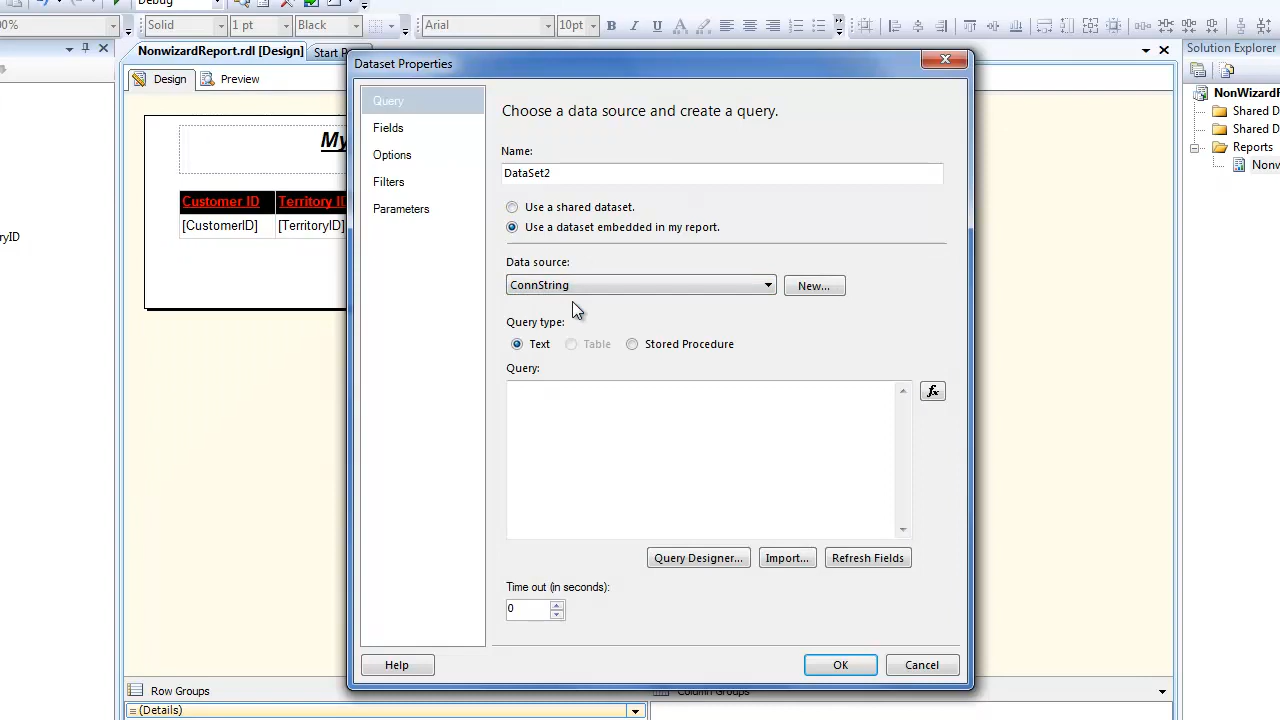 Debug
Solid
1 pt
Black
Arial
10pt
B I U
NonwizardReport.rdl [Design]
Solution Explorer
Design
Preview
Customer ID
[CustomerID] [TerritoryID]
Dataset Properties
Query
Fields
Options
Filters
Parameters
Choose a data source and create a query.
Name:
DataSet2
Use a shared dataset.
Use a dataset embedded in my report.
Data source:
ConnString
New...
Query type:
Text
Table
Stored Procedure
Query:
fx
Query Designer...
Import...
Refresh Fields
Time out (in seconds):
0
Help
OK
Cancel
Shared D
Shared D
Reports
Row Groups
Column Groups
(Details)